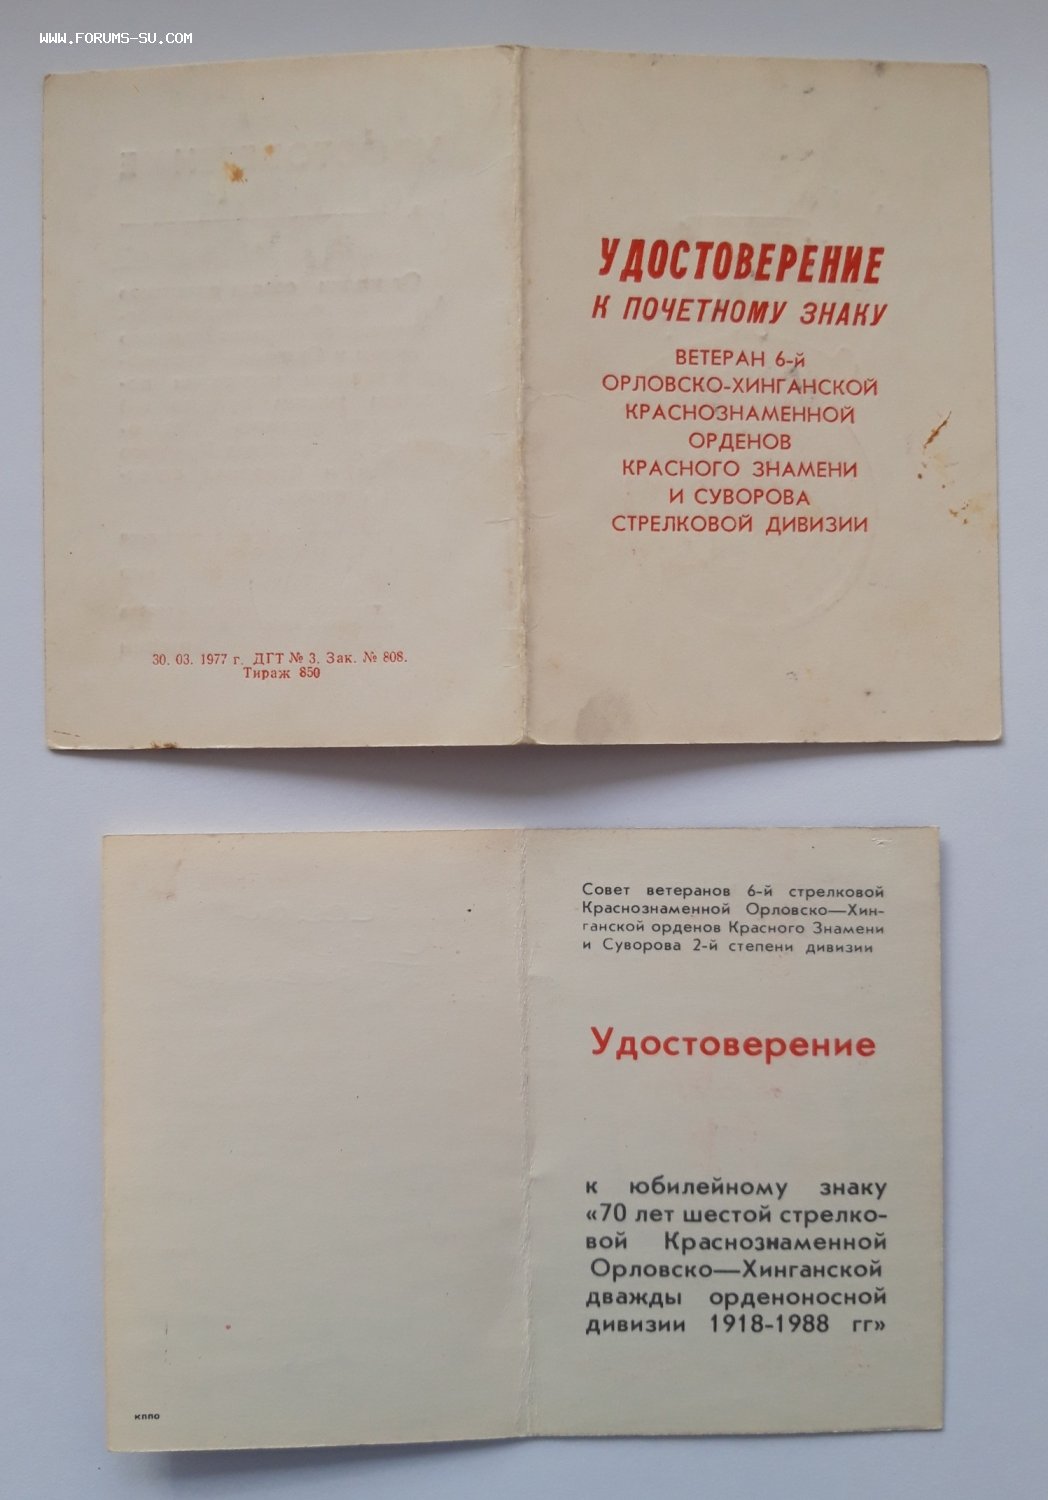 WWW.FORUMS-SU.COM
УДОСТОВЕРЕНИЕ
К ПОЧЕТНОМУ ЗНАКУ
ВЕТЕРАН 6-й
ОРЛОВСКО-ХИНГАНСКОЙ
КРАСНОЗНАМЕННОЙ
ОРДЕНОВ
КРАСНОГО ЗНАМЕНИ
И СУВОРОВА
СТРЕЛКОВОЙ ДИВИЗИИ
30. 03. 1977 г. ДГТ № 3. Зак. № 808.
Тираж 850
Совет ветеранов 6-й стрелковой
Краснознаменной Орловско—Хин-
ганской орденов Красного Знамени
и Суворова 2-й степени дивизии
Удостоверение
к юбилейному знаку
«70 лет шестой стрелко-
вой Краснознаменной
Орловско—Хинганской
дважды орденоносной
дивизии 1918-1988 гг»
КППО